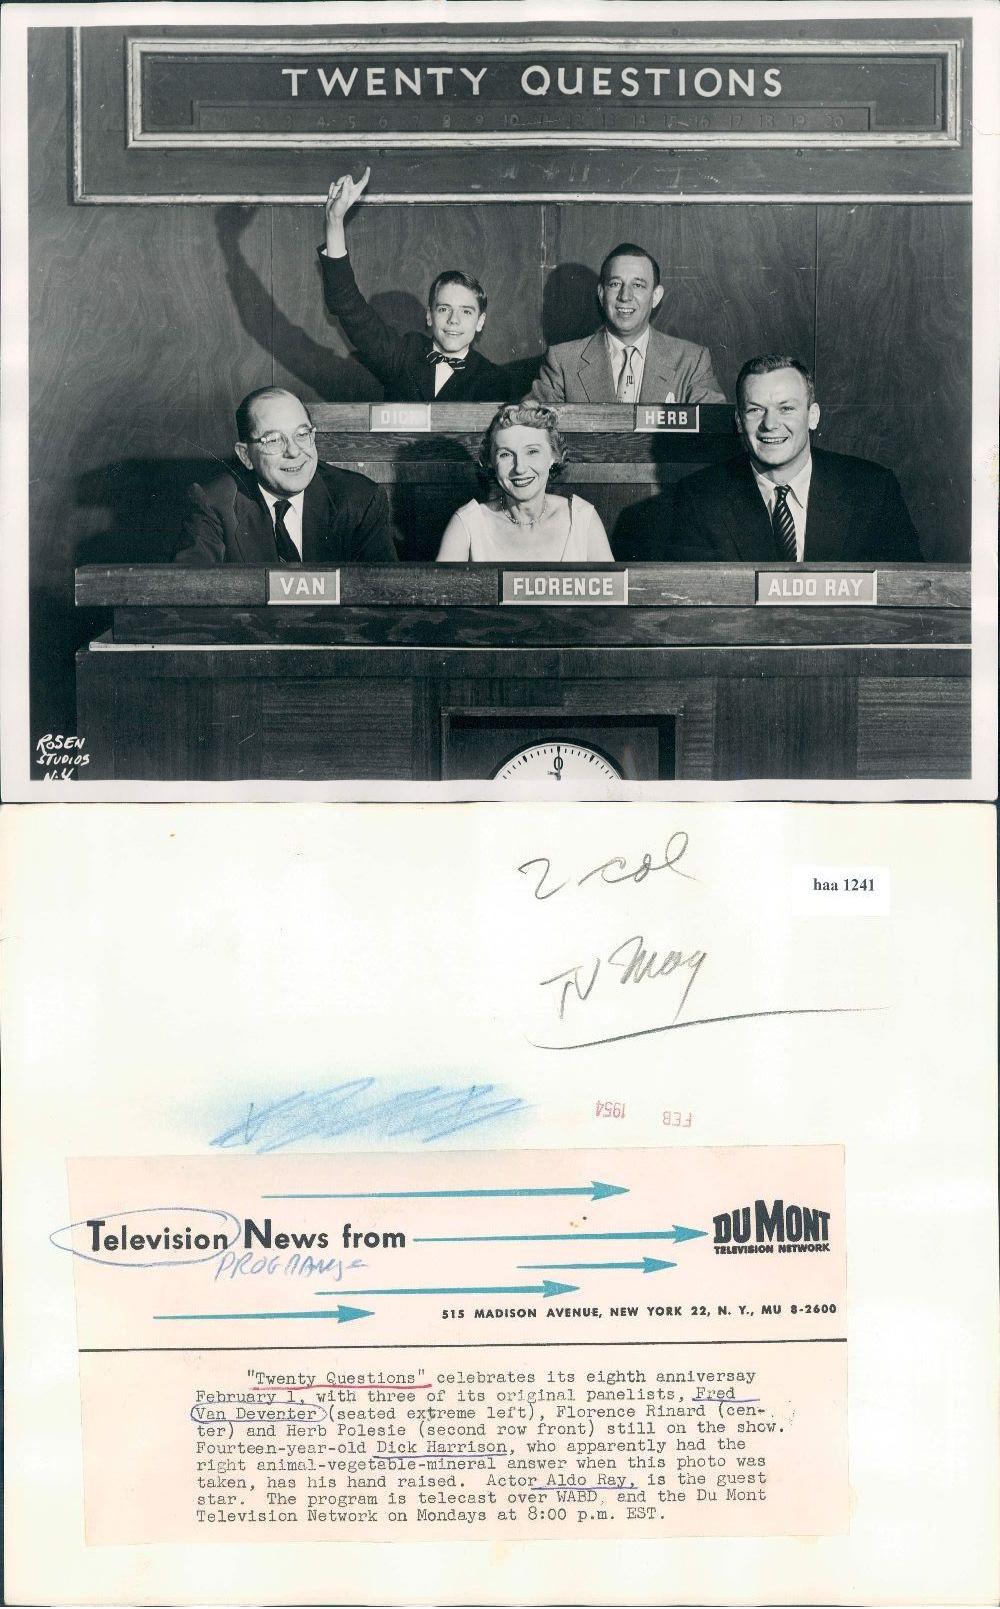 TWENTY QUESTIONS
1 2 3 4 5 6 7 8 9 10 11 12 13 14 15 16 17 18 19 20
DICK
HERB
VAN
FLORENCE
ALDO RAY
ROSEN
STUDIOS
N.Y.
0
2 col
haa 1241
TV Mag
FEB 1954
Television News from
DUMONT
TELEVISION NETWORK
PROGRAMS
515 MADISON AVENUE, NEW YORK 22, N. Y., MU 8-2600
"Twenty Questions" celebrates its eighth anniversay
February 1, with three of its original panelists, Fred
Van Deventer (seated extreme left), Florence Rinard (cen-
ter) and Herb Polesie (second row front) still on the show.
Fourteen-year-old Dick Harrison, who apparently had the
right animal-vegetable-mineral answer when this photo was
taken, has his hand raised. Actor Aldo Ray, is the guest
star. The program is telecast over WABD, and the Du Mont
Television Network on Mondays at 8:00 p.m. EST.